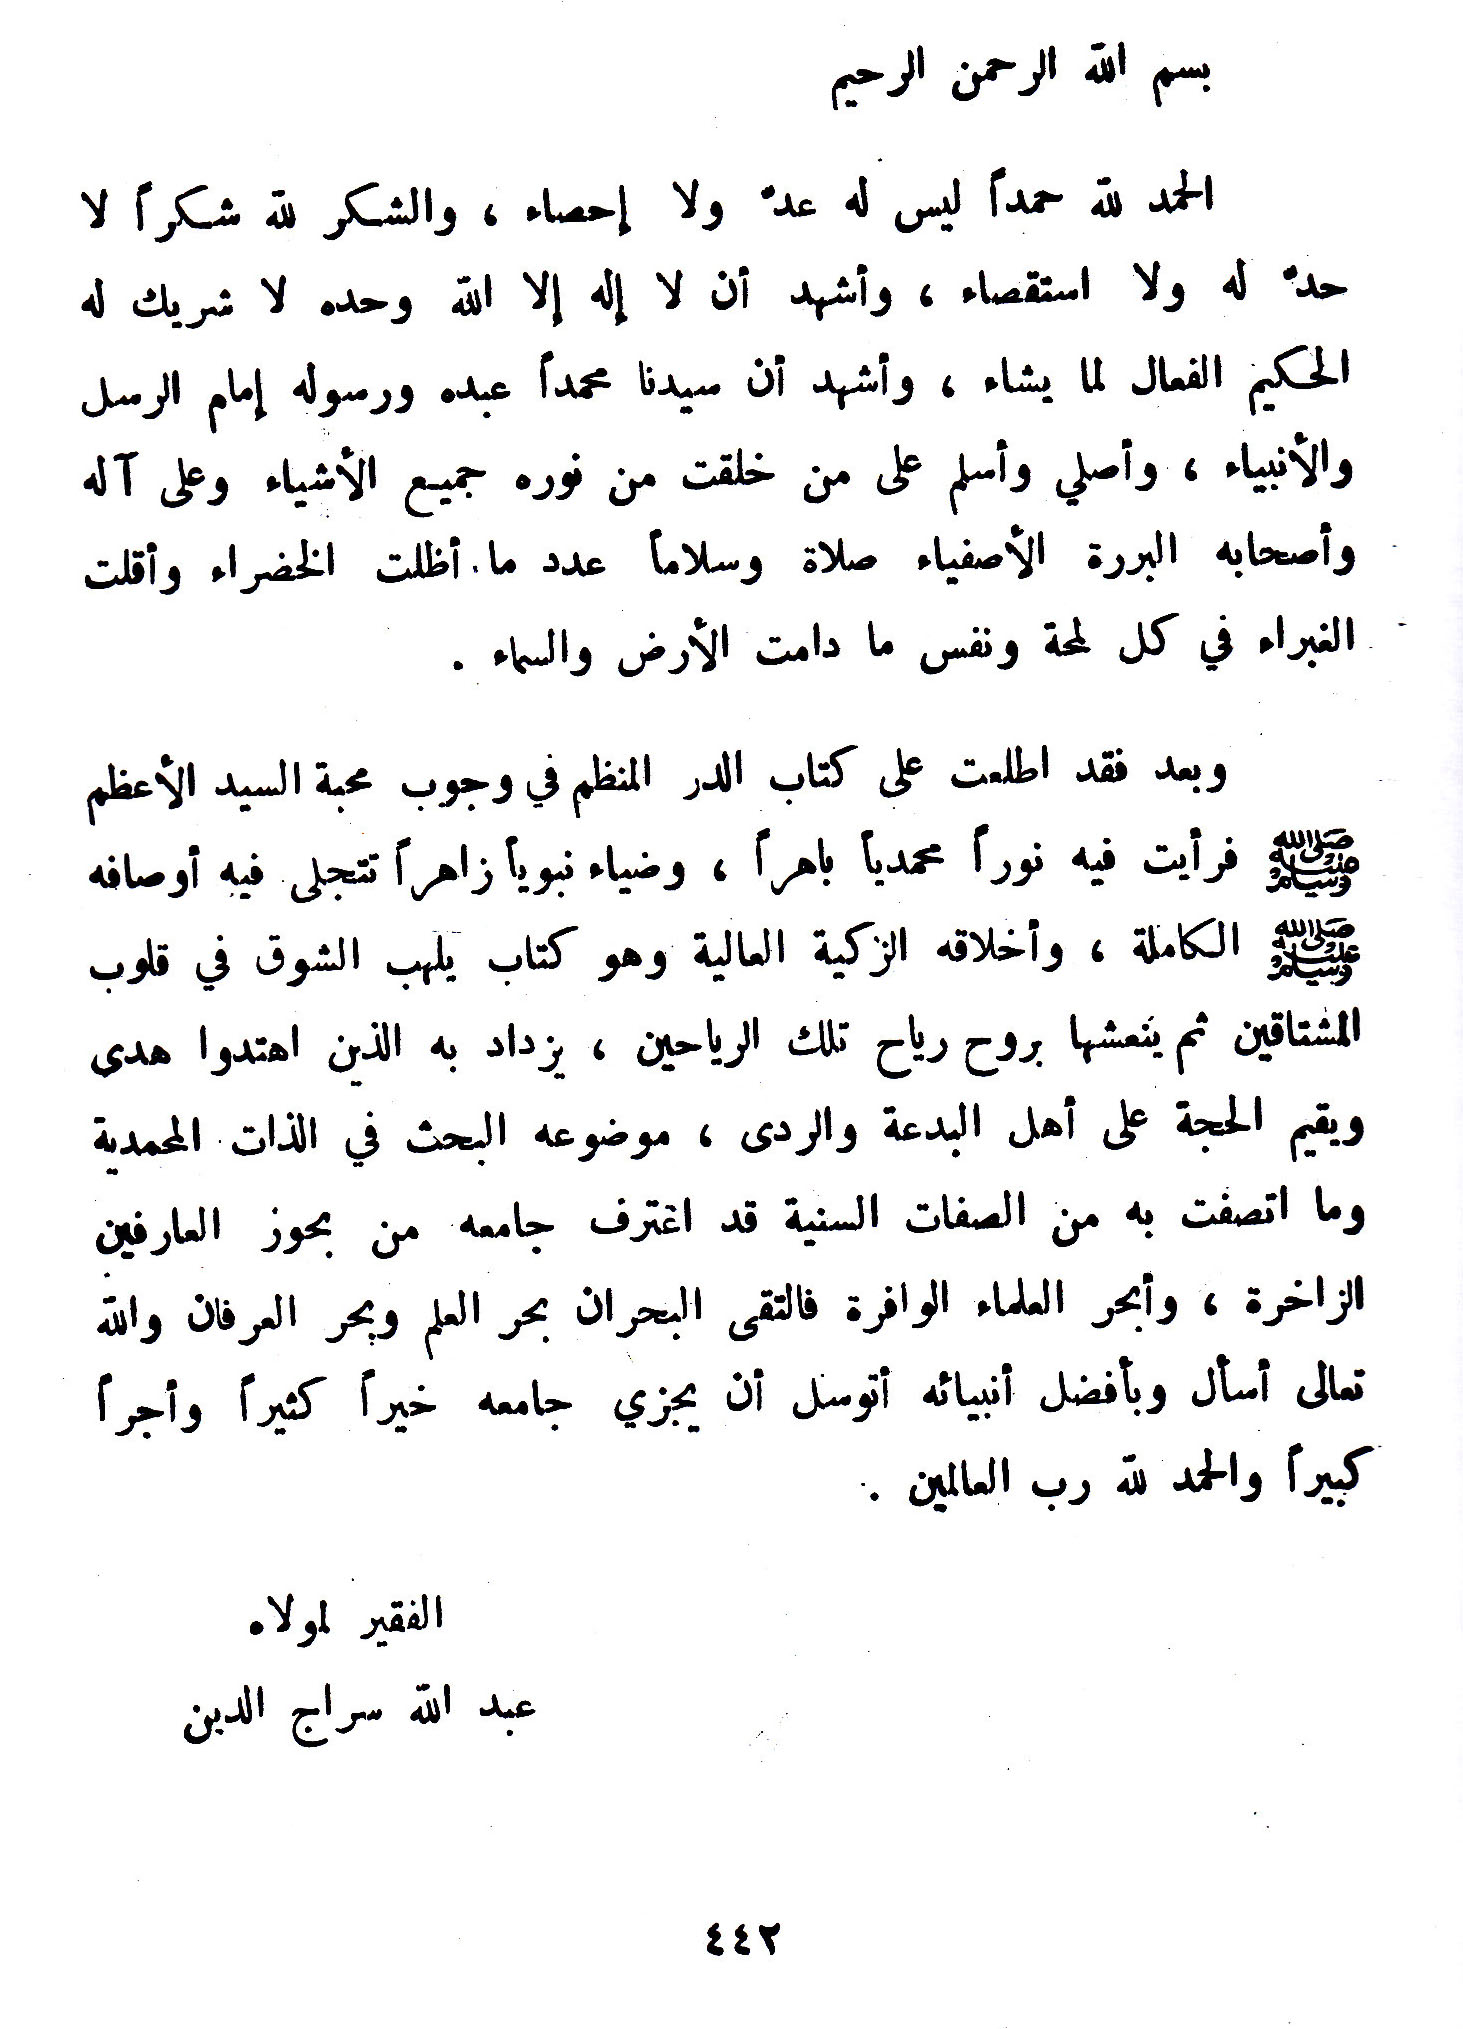 بسم الله الرحمن الرحيم
الحمد لله حمداً ليس له عدّ ولا إحصاء ، والشكر لله شكراً لا
حدّ له ولا استقصاء ، وأشهد أن لا إله إلا الله وحده لا شريك له
الحكيم الفعال لما يشاء ، وأشهد أن سيدنا محمداً عبده ورسوله إمام الرسل
والأنبياء ، وأصلي وأسلم على من خلقت من نوره جميع الأشياء وعلى آله
وأصحابه البررة الأصفياء صلاة وسلاماً عدد ما أظلت الخضراء وأقلت
الغبراء في كل لمحة ونفس ما دامت الأرض والسماء .
وبعد فقد اطلعت على كتاب الدر المنظم في وجوب محبة السيد الأعظم
ﷺ فرأيت فيه نوراً محمدياً باهراً ، وضياء نبوياً زاهراً تتجلى فيه أوصافه
ﷺ الكاملة ، وأخلاقه الزكية العالية وهو كتاب يلهب الشوق في قلوب
المشتاقين ثم ينعشها بروح رياح تلك الرياحين ، يزداد به الذين اهتدوا هدى
ويقيم الحجة على أهل البدعة والردى ، موضوعه البحث في الذات المحمدية
وما اتصفت به من الصفات السنية قد اغترف جامعه من بحوز العارفين
الزاخرة ، وأبحر العلماء الوافرة فالتقى البحران بحر العلم وبحر العرفان والله
تعالى أسأل وبأفضل أنبيائه أتوسل أن يجزي جامعه خيراً كثيراً وأجراً
كبيراً والحمد لله رب العالمين .
الفقير لمولاه
عبد الله سراج الدين
٤٤٢